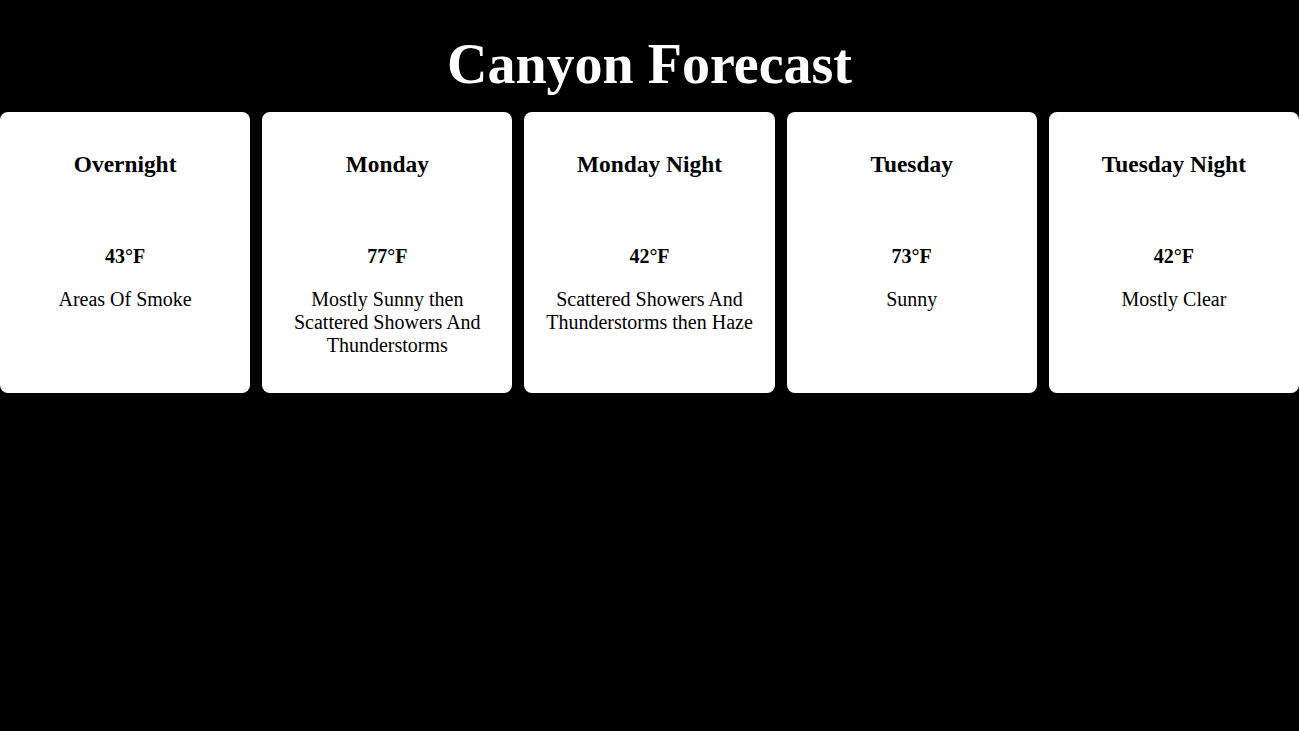 Canyon Forecast
Overnight
43°F
Areas Of Smoke
Monday
77°F
Mostly Sunny then
Scattered Showers And
Thunderstorms
Monday Night
42°F
Scattered Showers And
Thunderstorms then Haze
Tuesday
73°F
Sunny
Tuesday Night
42°F
Mostly Clear